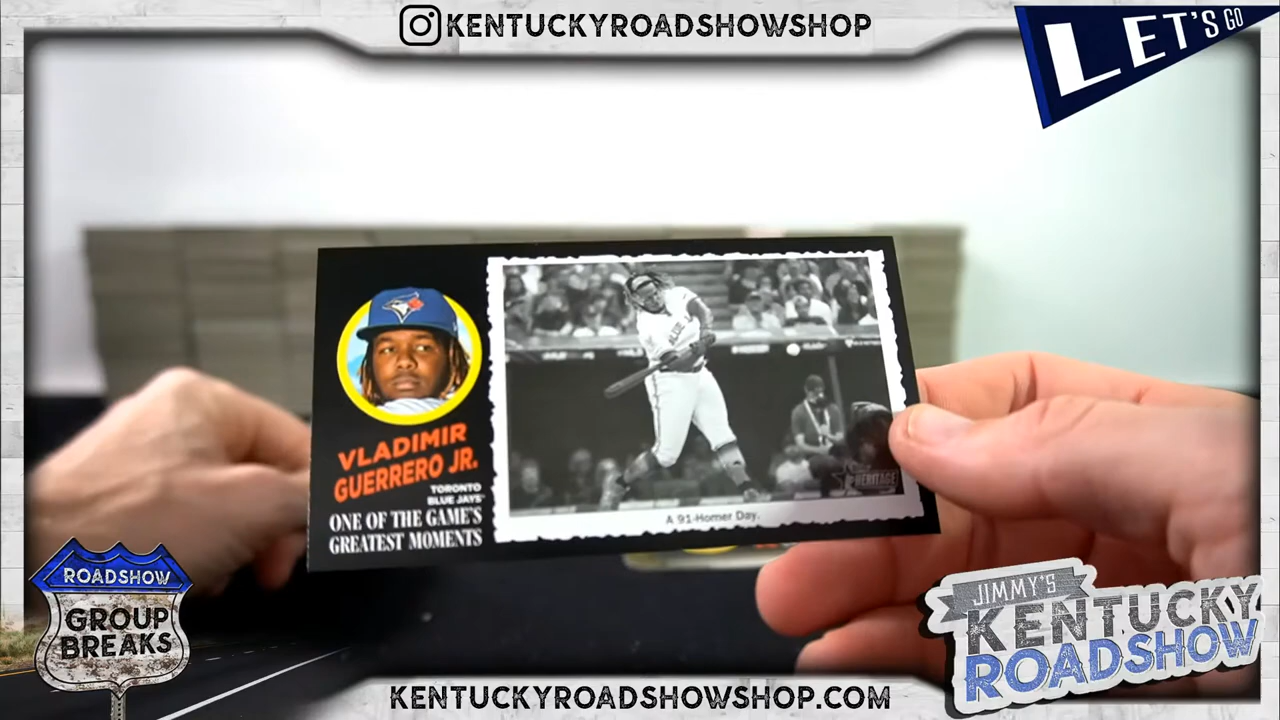 KENTUCKYROADSHOWSHOP
LET'S GO
VLADIMIR
GUERRERO JR.
TORONTO
BLUE JAYS
ONE OF THE GAME'S
GREATEST MOMENTS
A 91-Homer Day.
HERITAGE
ROADSHOW
GROUP
BREAKS
JIMMY'S
KENTUCKY
ROADSHOW
KENTUCKYROADSHOWSHOP.COM